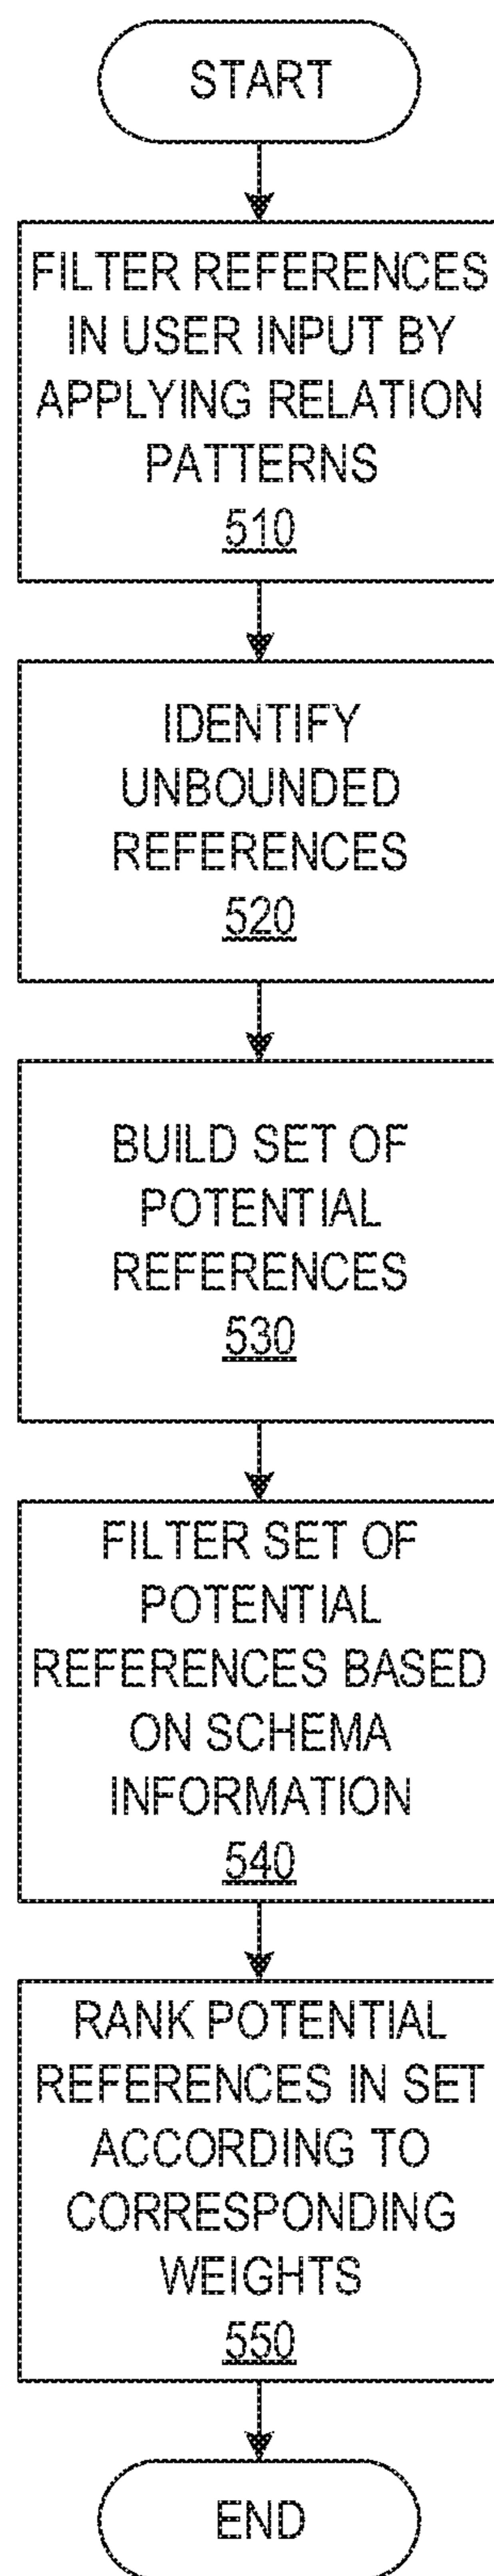 START
FILTER REFERENCES
IN USER INPUT BY
APPLYING RELATION
PATTERNS
510
IDENTIFY
UNBOUNDED
REFERENCES
520
BUILD SET OF
POTENTIAL
REFERENCES
530
FILTER SET OF
POTENTIAL
REFERENCES BASED
ON SCHEMA
INFORMATION
540
RANK POTENTIAL
REFERENCES IN SET
ACCORDING TO
CORRESPONDING
WEIGHTS
550
END